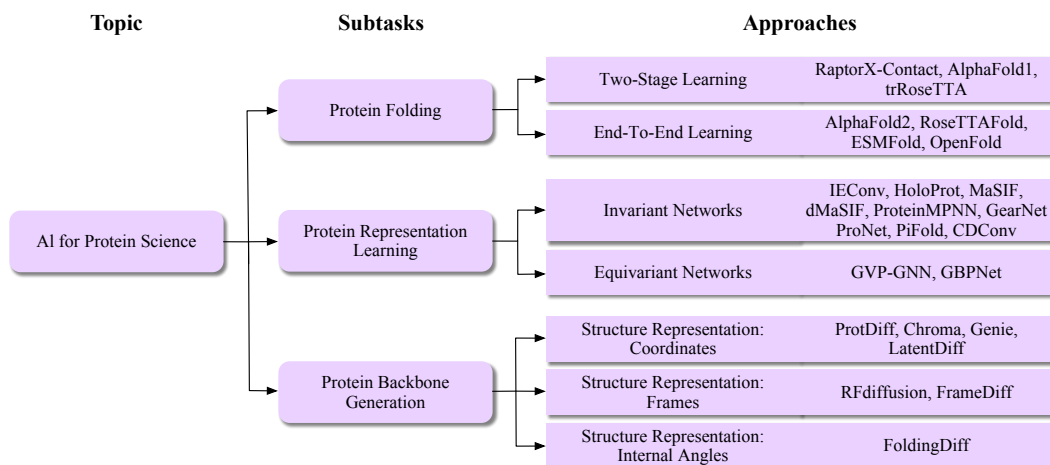 Topic
Subtasks
Approaches
AI for Protein Science
Protein Folding
Two-Stage Learning
RaptorX-Contact, AlphaFold1,
trRoseTTA
End-To-End Learning
AlphaFold2, RoseTTAFold,
ESMFold, OpenFold
Protein Representation
Learning
Invariant Networks
IEConv, HoloProt, MaSIF,
dMaSIF, ProteinMPNN, GearNet
ProNet, PiFold, CDConv
Equivariant Networks
GVP-GNN, GBPNet
Protein Backbone
Generation
Structure Representation:
Coordinates
ProtDiff, Chroma, Genie,
LatentDiff
Structure Representation:
Frames
RFdiffusion, FrameDiff
Structure Representation:
Internal Angles
FoldingDiff